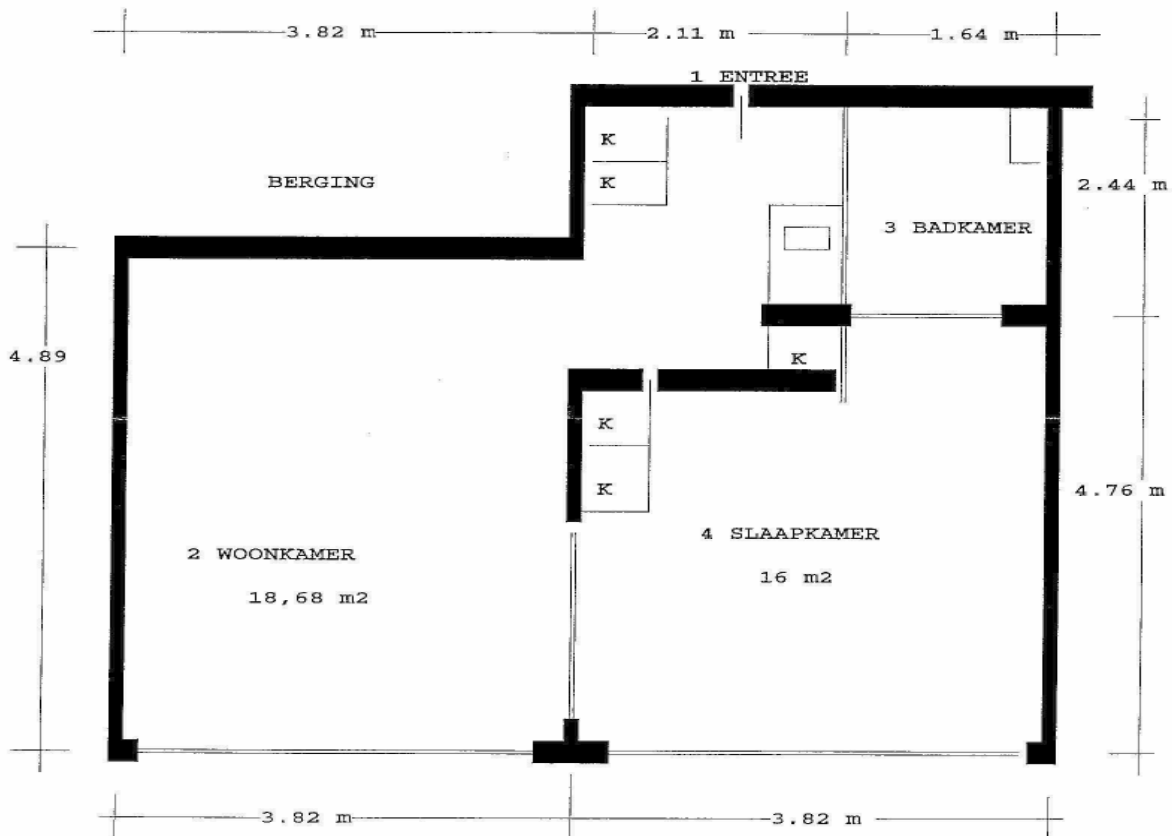 3.82 m
2.11 m
1.64 m
1 ENTREE
K
K
BERGING
2.44 m
3 BADKAMER
4.89
K
K
K
4.76 m
4 SLAAPKAMER
16 m2
2 WOONKAMER
18,68 m2
3.82 m
3.82 m